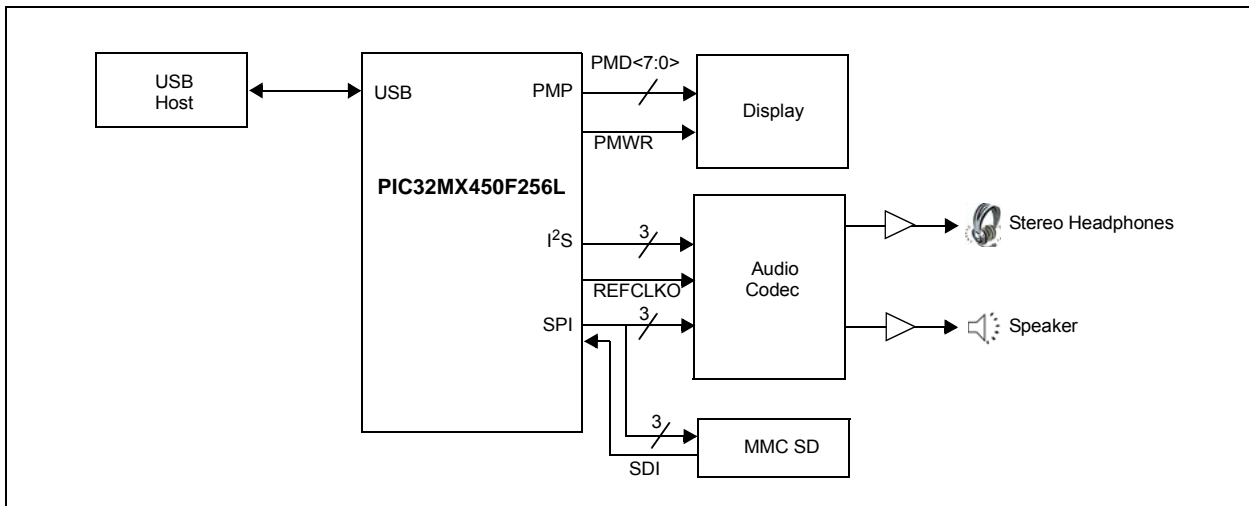 USB
Host
USB
PMP
PMD<7:0>
PMWR
Display
PIC32MX450F256L
I²S
3
REFCLKO
SPI
3
Audio
Codec
Stereo Headphones
Speaker
3
SDI
MMC SD